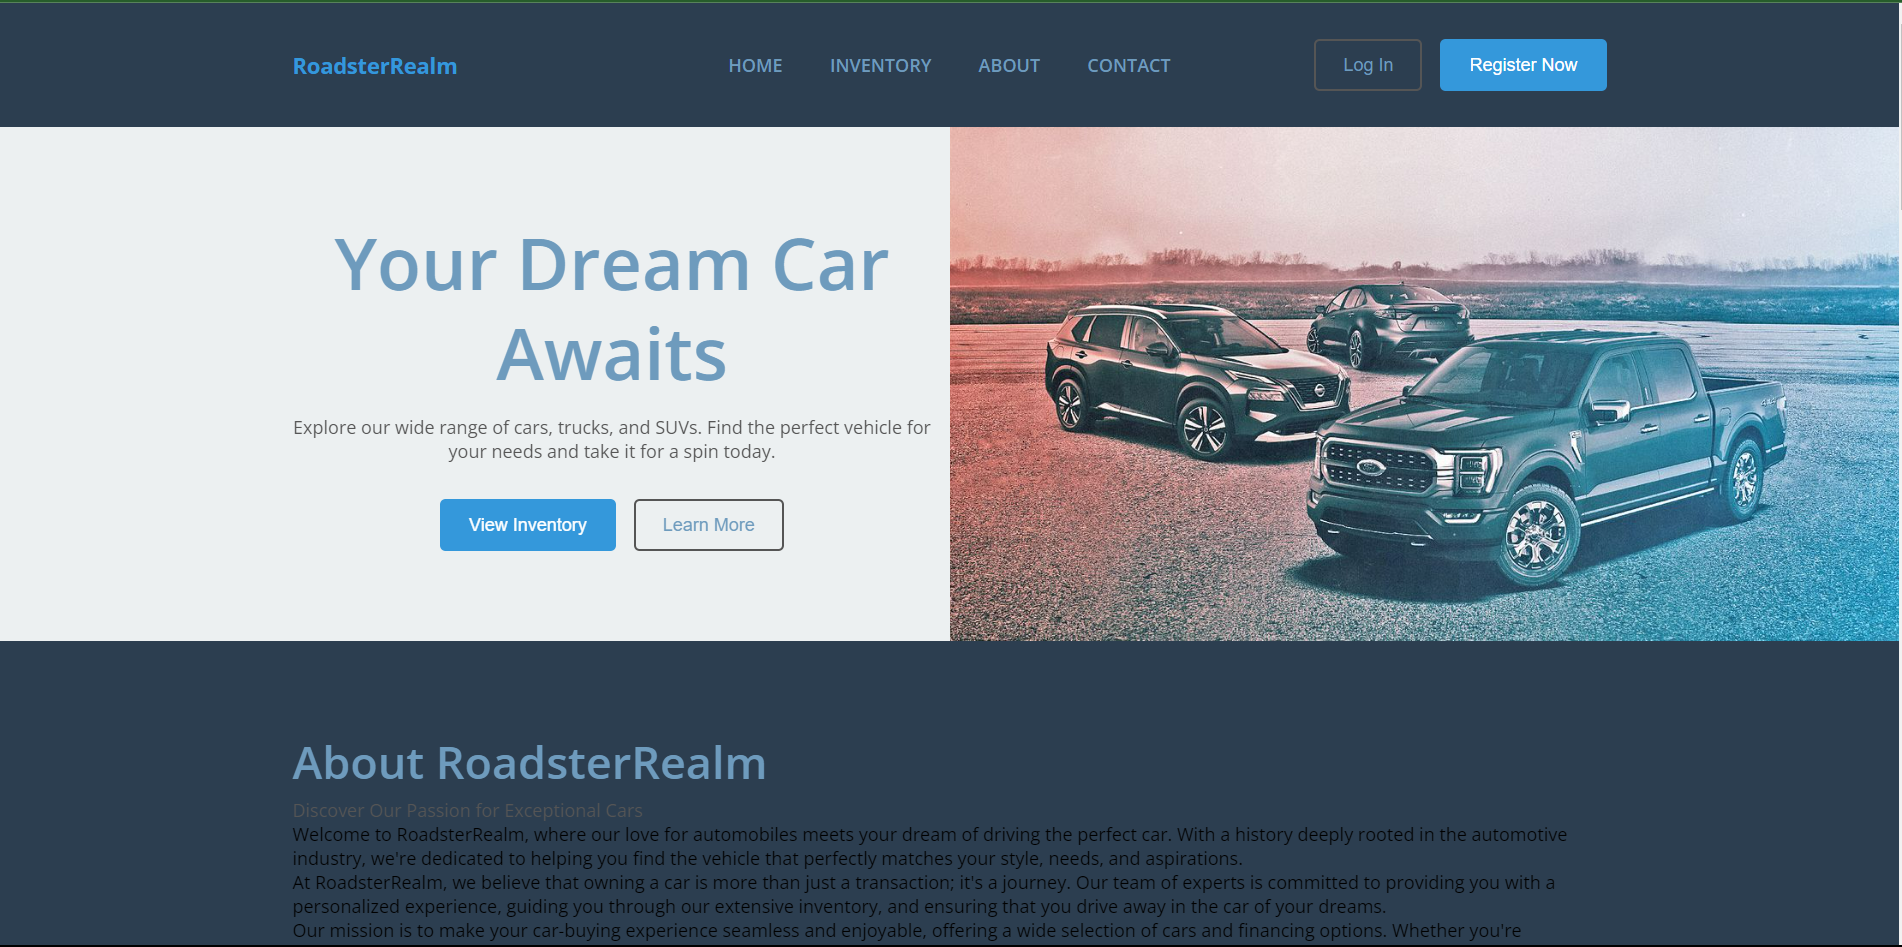 RoadsterRealm
HOME
INVENTORY
ABOUT
CONTACT
Log In
Register Now
Your Dream Car
Awaits
Explore our wide range of cars, trucks, and SUVs. Find the perfect vehicle for
your needs and take it for a spin today.
View Inventory
Learn More
About RoadsterRealm
Discover Our Passion for Exceptional Cars
Welcome to RoadsterRealm, where our love for automobiles meets your dream of driving the perfect car. With a history deeply rooted in the automotive
industry, we're dedicated to helping you find the vehicle that perfectly matches your style, needs, and aspirations.
At RoadsterRealm, we believe that owning a car is more than just a transaction; it's a journey. Our team of experts is committed to providing you with a
personalized experience, guiding you through our extensive inventory, and ensuring that you drive away in the car of your dreams.
Our mission is to make your car-buying experience seamless and enjoyable, offering a wide selection of cars and financing options. Whether you're